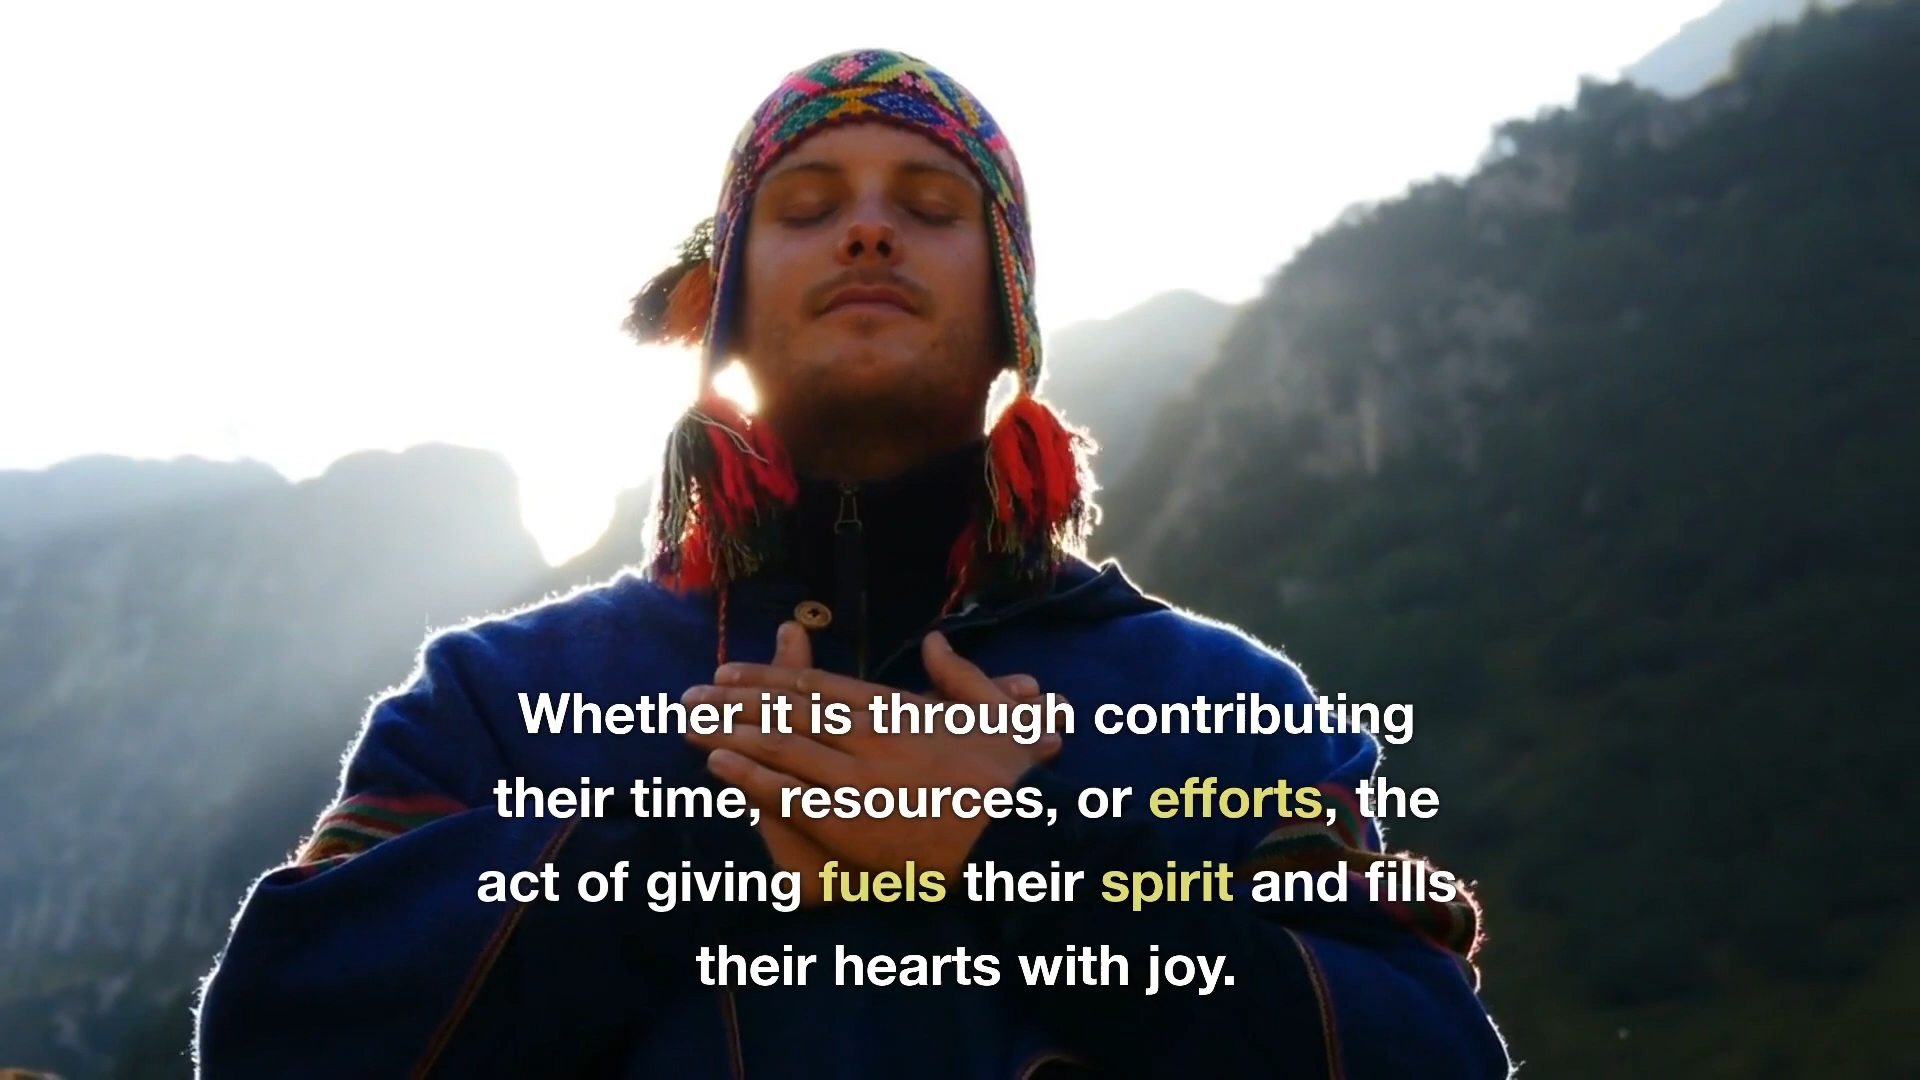 Whether it is through contributing
their time, resources, or efforts, the
act of giving fuels their spirit and fills
their hearts with joy.